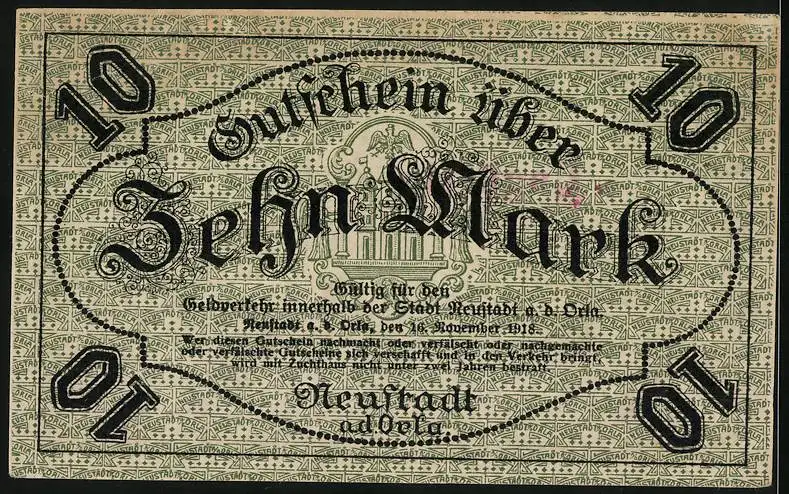 10
10
Gutschein über
Zehn Mark
Gültig für den
Geldverkehr innerhalb der Stadt Neustadt a. d. Orla.
Neustadt a. d. Orla, den 16. November 1918.
Wer diesen Gutschein nachmacht oder verfälscht oder nachgemachte
oder verfälschte Gutscheine sich verschafft und in den Verkehr bringt,
wird mit Zuchthaus nicht unter zwei Jahren bestraft.
Neustadt
ad Orla
10
10